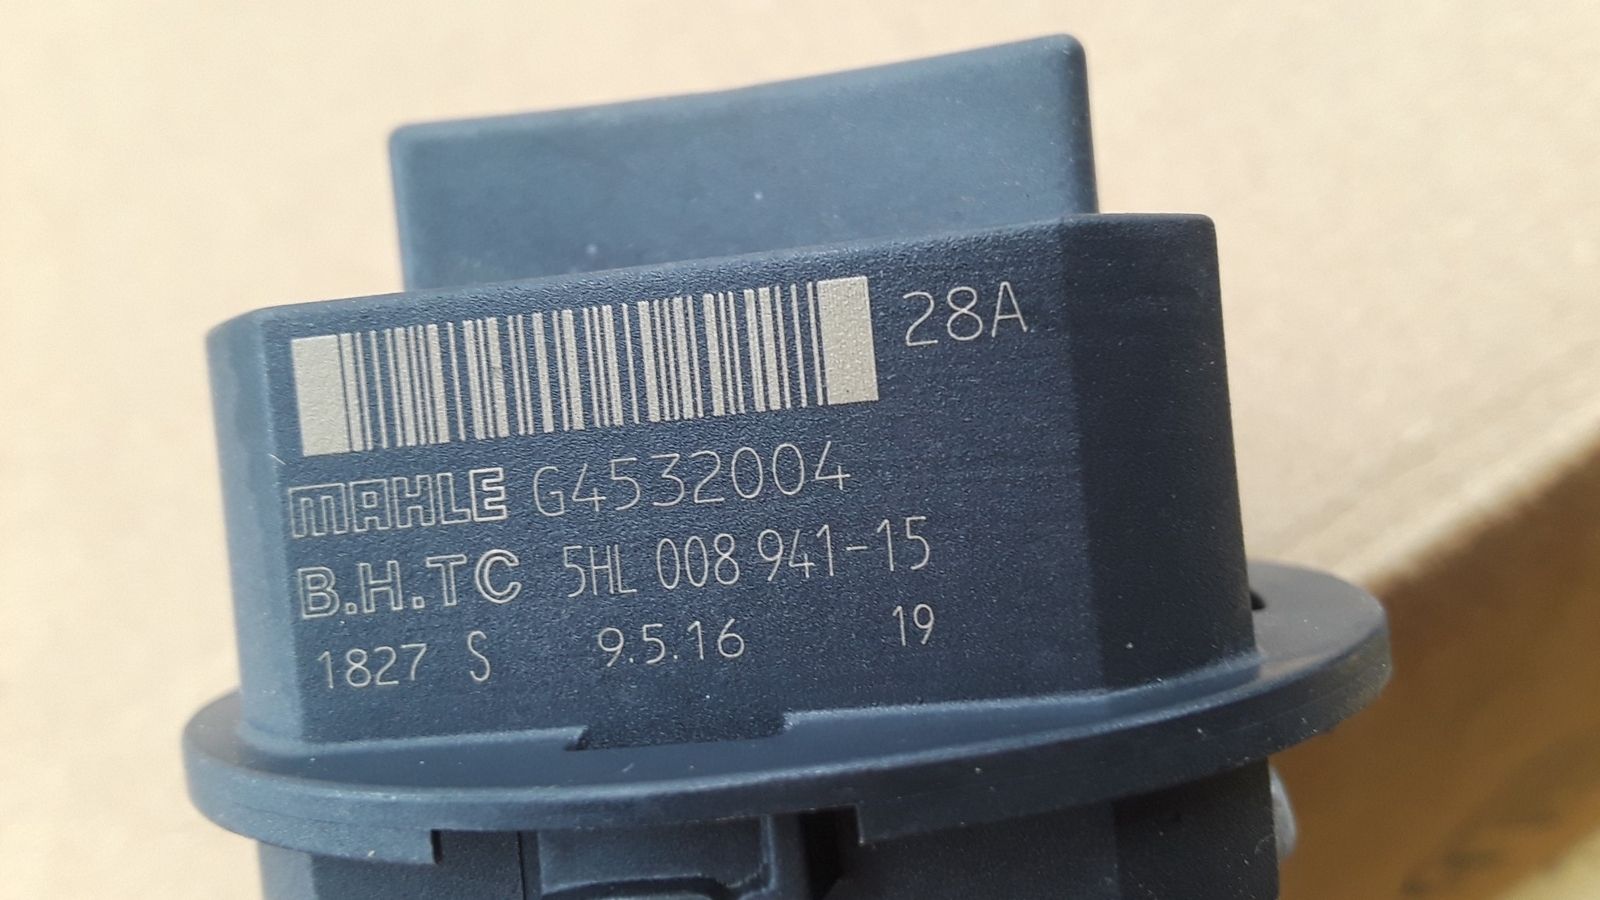 28A
MAHLE G4532004
B.H.TC 5HL 008 941-15
1827 S 9.5.16 19